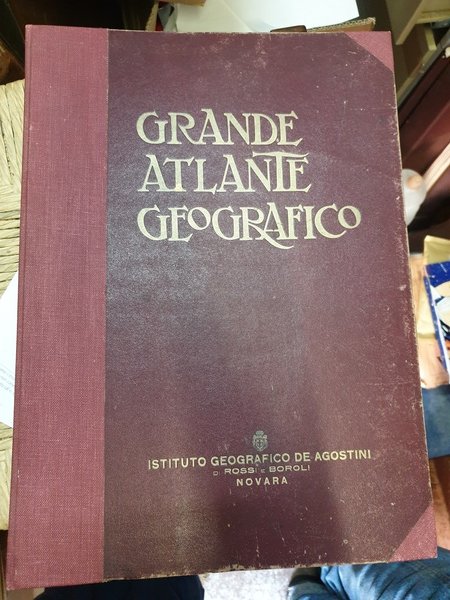 GRANDE
ATLANTE
GEOGRAFICO
ISTITUTO GEOGRAFICO DE AGOSTINI
DI ROSSI E BOROLI
NOVARA